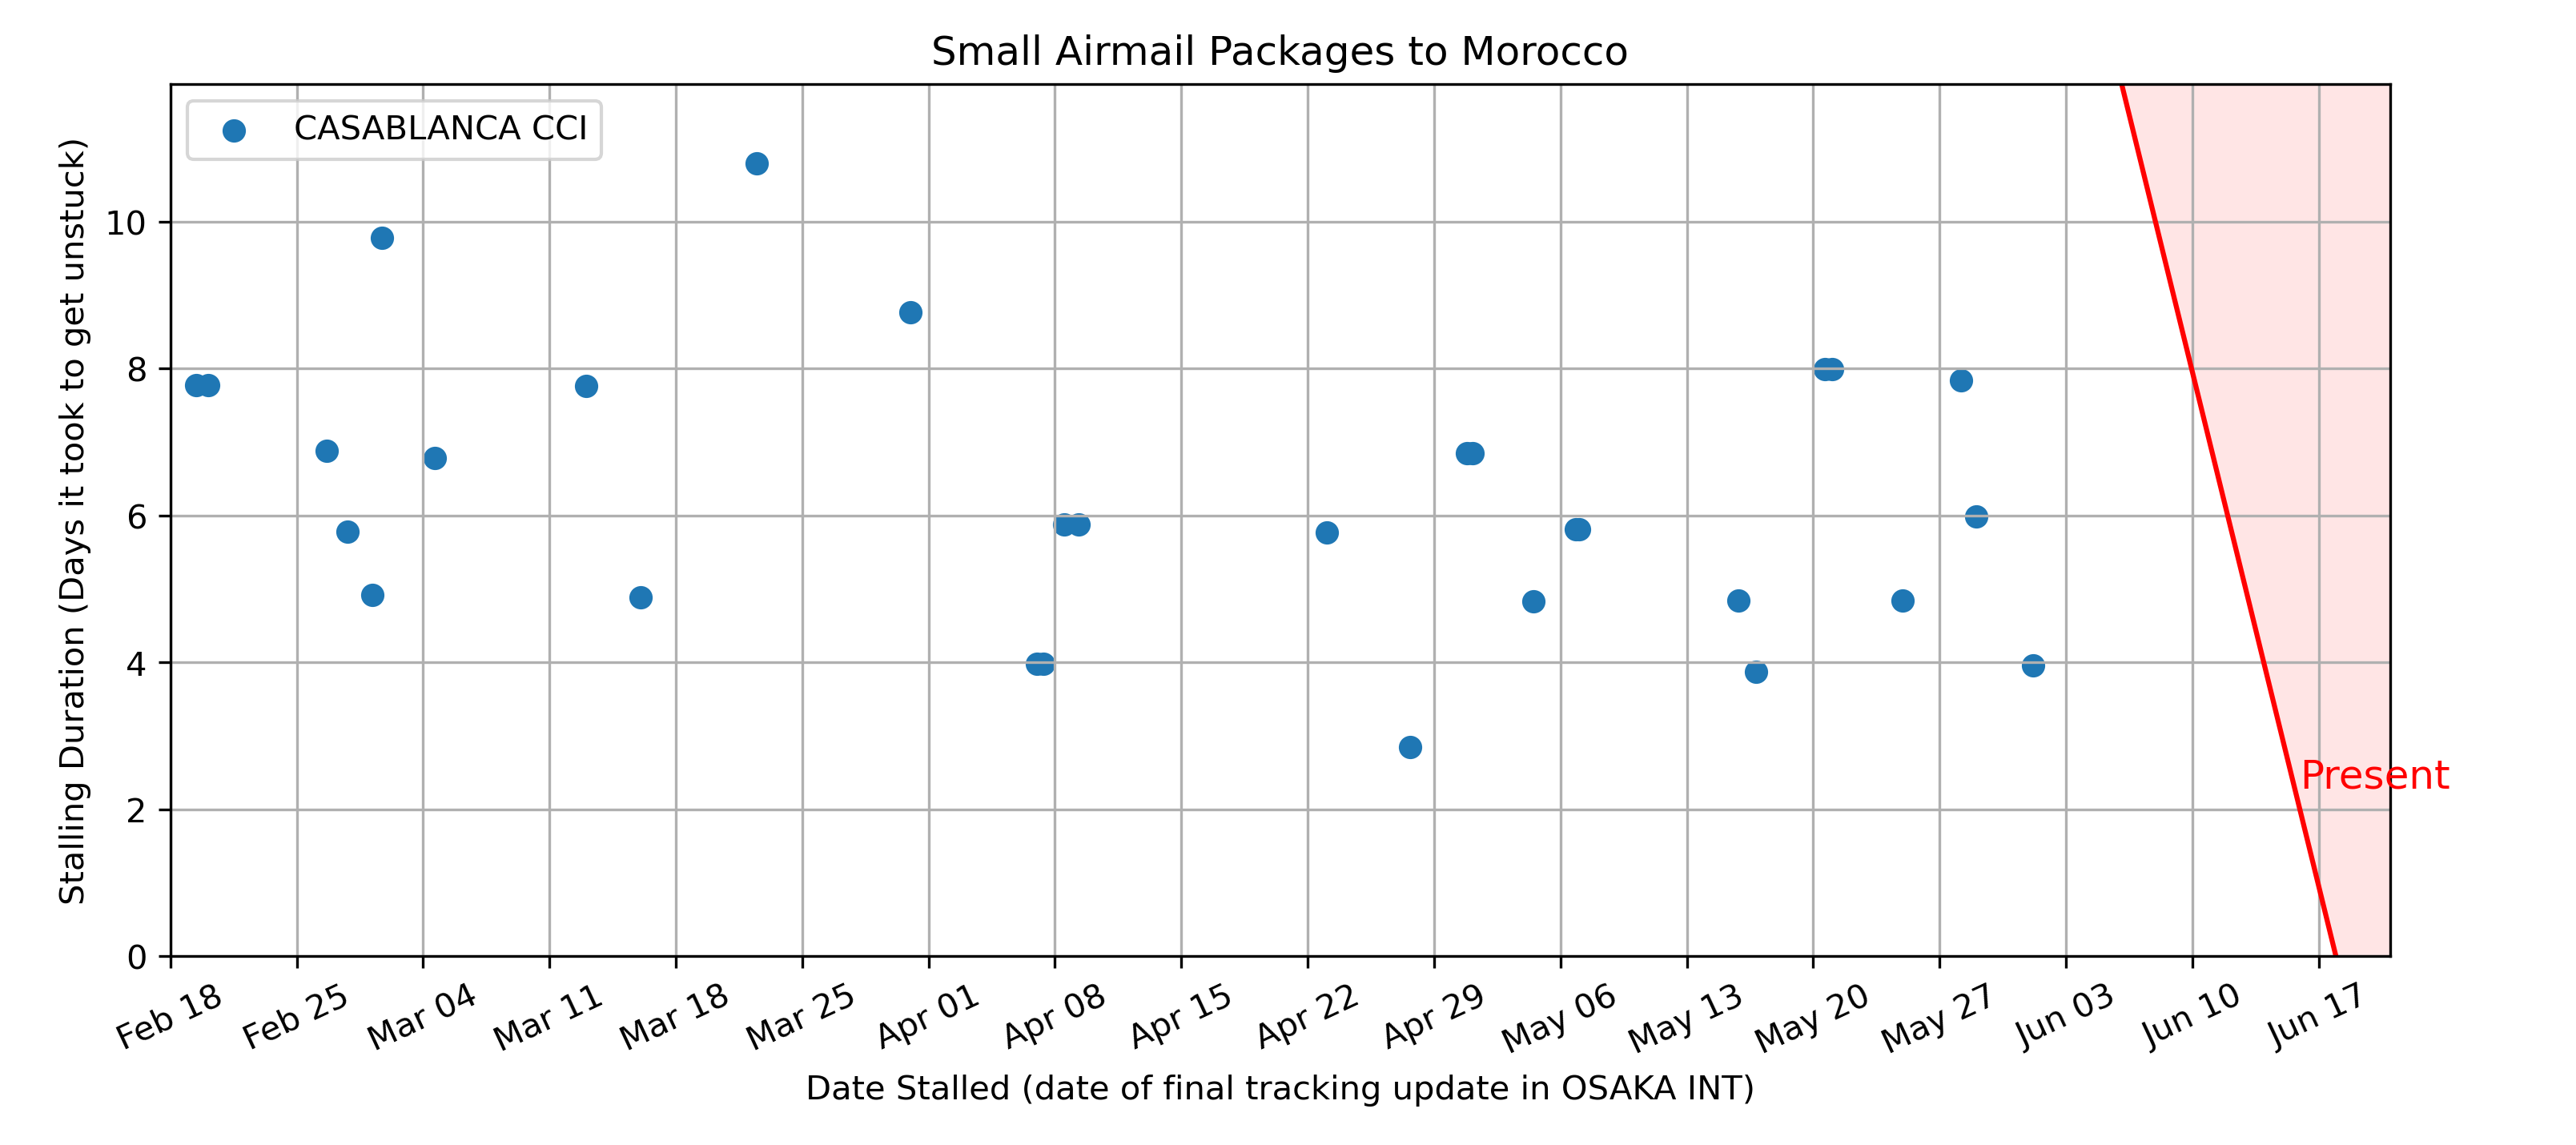 Small Airmail Packages to Morocco
CASABLANCA CCI
Stalling Duration (Days it took to get unstuck)
10
8
6
4
2
0
Present
Feb 18
Feb 25
Mar 04
Mar 11
Mar 18
Mar 25
Apr 01
Apr 08
Apr 15
Apr 22
Apr 29
May 06
May 13
May 20
May 27
Jun 03
Jun 10
Jun 17
Date Stalled (date of final tracking update in OSAKA INT)